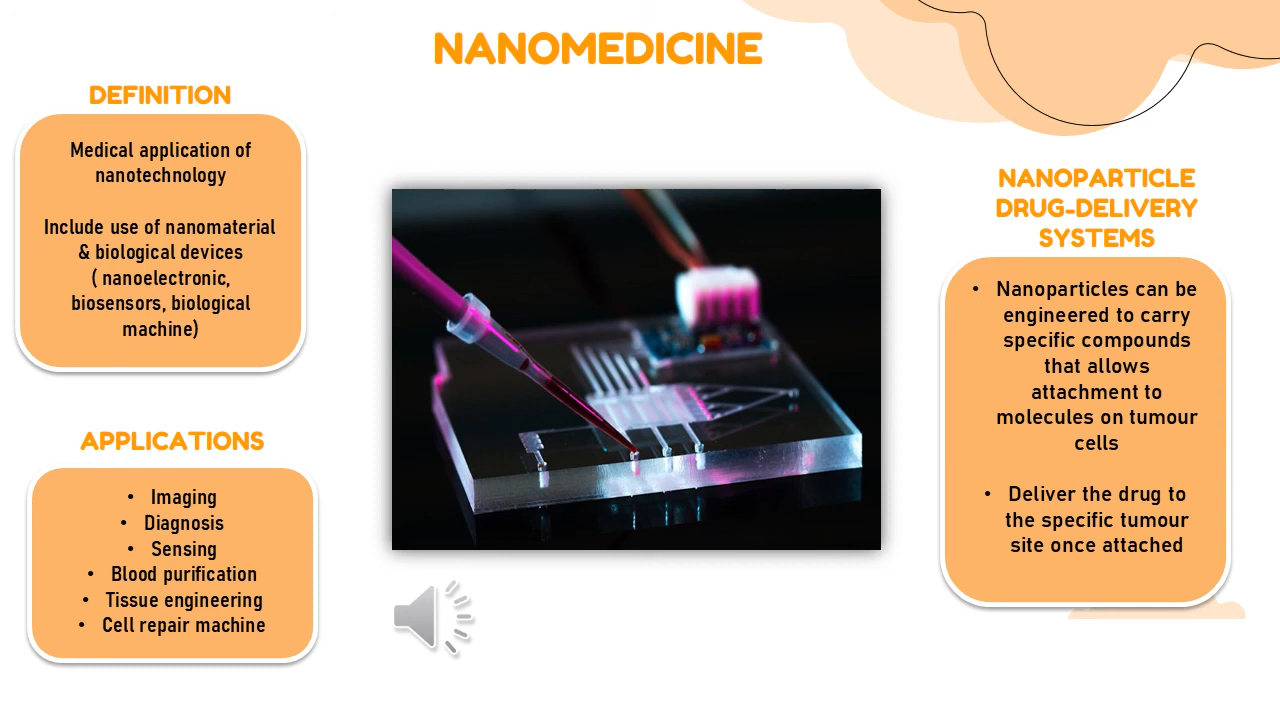 NANOMEDICINE
DEFINITION
Medical application of
nanotechnology
Include use of nanomaterial
& biological devices
( nanoelectronic,
biosensors, biological
machine)
APPLICATIONS
• Imaging
• Diagnosis
• Sensing
• Blood purification
• Tissue engineering
• Cell repair machine
NANOPARTICLE
DRUG-DELIVERY
SYSTEMS
• Nanoparticles can be
engineered to carry
specific compounds
that allows
attachment to
molecules on tumour
cells
• Deliver the drug to
the specific tumour
site once attached